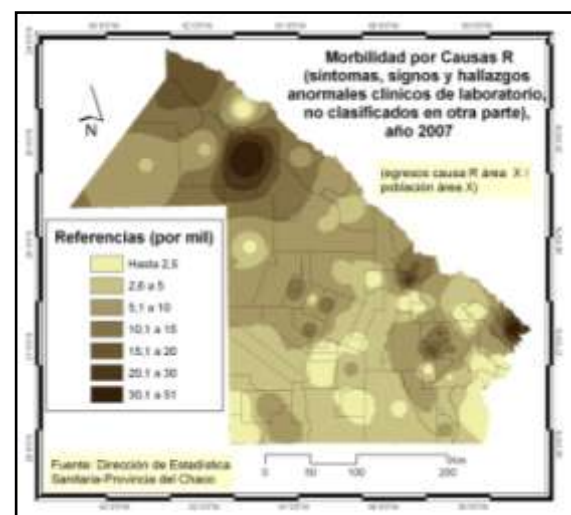 Morbilidad por Causas R
(síntomas, signos y hallazgos
anormales clínicos de laboratorio,
no clasificados en otra parte),
año 2007
(egresos causa R área X /
población área X)
N
Referencias (por mil)
Hasta 2,5
2,6 a 5
5,1 a 10
10,1 a 15
15,1 a 20
20,1 a 30
30,1 a 51
Fuente: Dirección de Estadística
Sanitaria-Provincia del Chaco
Km
0 50 100 200